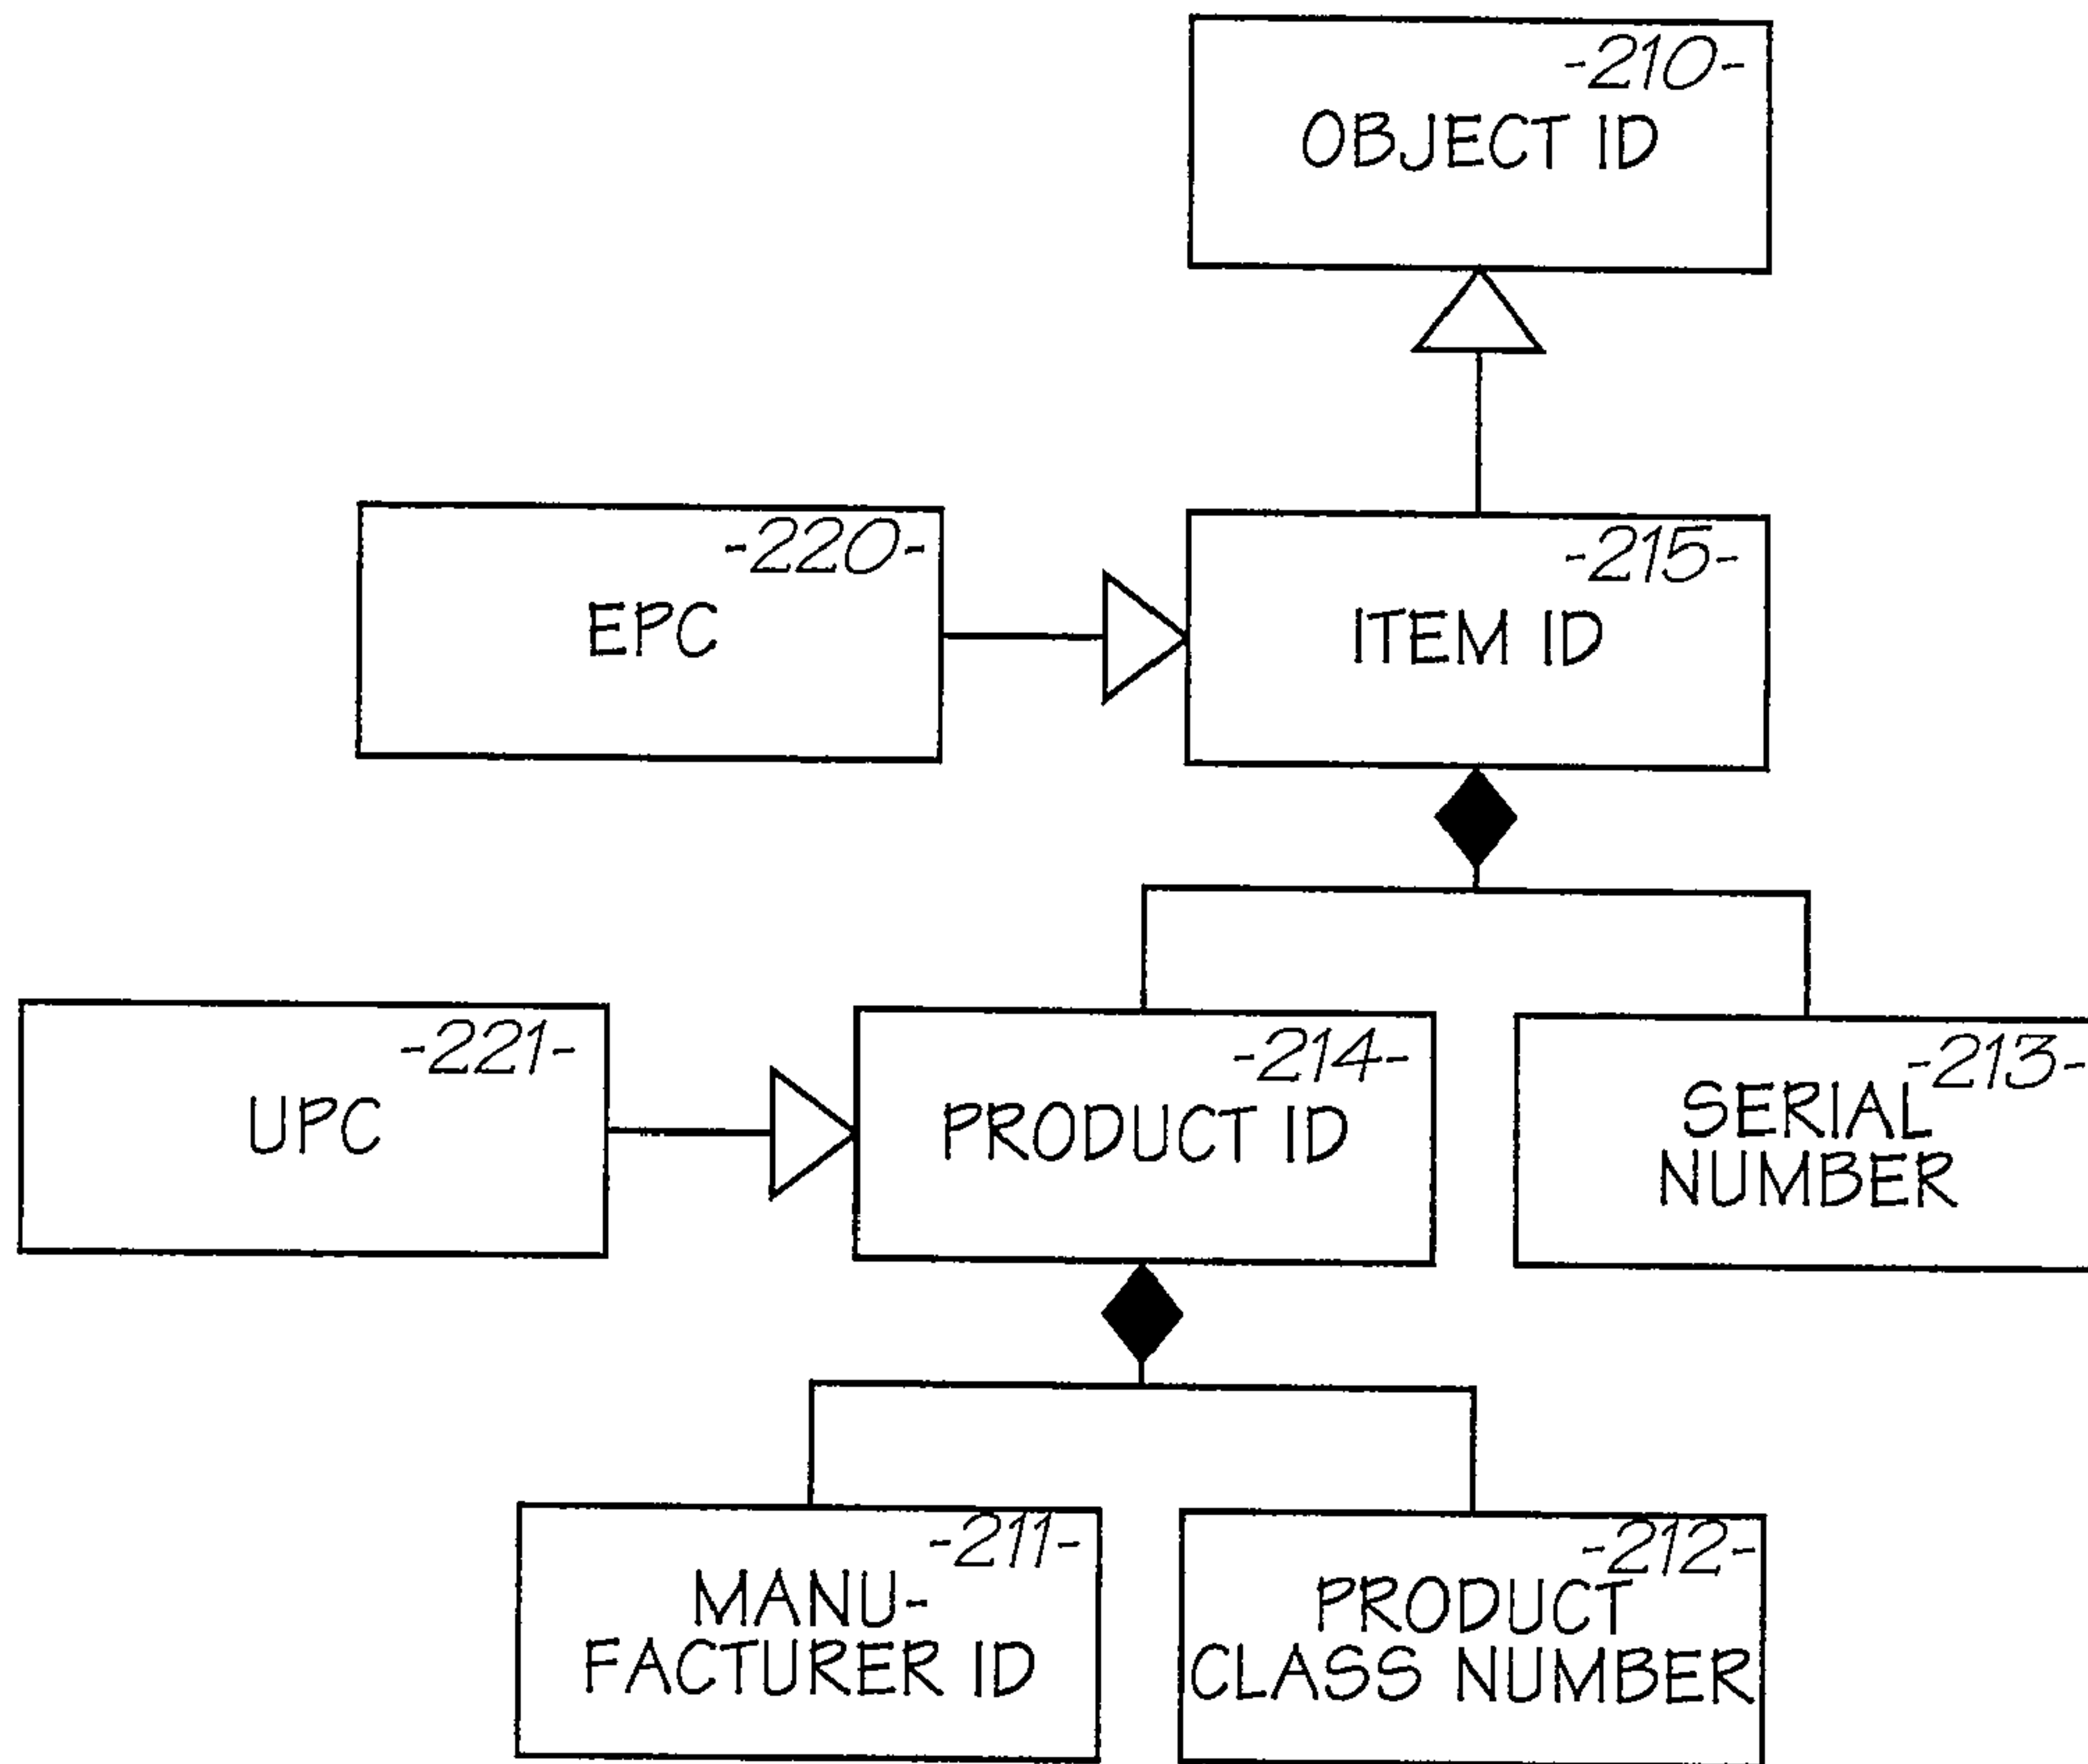 -210-
OBJECT ID
-220-
EPC
-215-
ITEM ID
-221-
UPC
-214-
PRODUCT ID
-213-
SERIAL
NUMBER
-211-
MANU-
FACTURER ID
-212-
PRODUCT
CLASS NUMBER